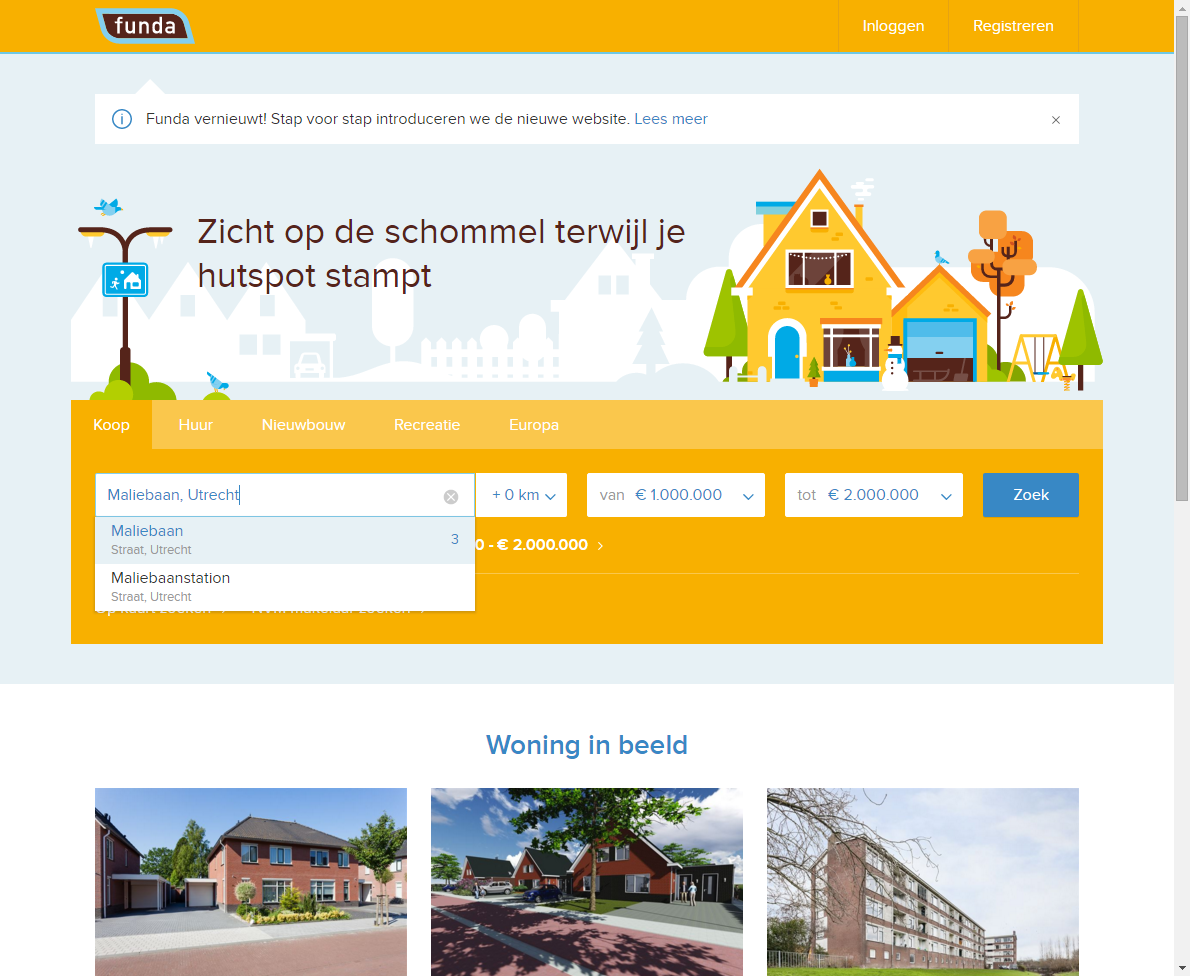 funda
Inloggen
Registreren
Funda vernieuwt! Stap voor stap introduceren we de nieuwe website. Lees meer
Zicht op de schommel terwijl je
hutspot stampt
Koop
Huur
Nieuwbouw
Recreatie
Europa
Maliebaan, Utrecht
+ 0 km
van € 1.000.000
tot € 2.000.000
Zoek
Maliebaan
Straat, Utrecht
3
0 - € 2.000.000
Maliebaanstation
Straat, Utrecht
Woning in beeld